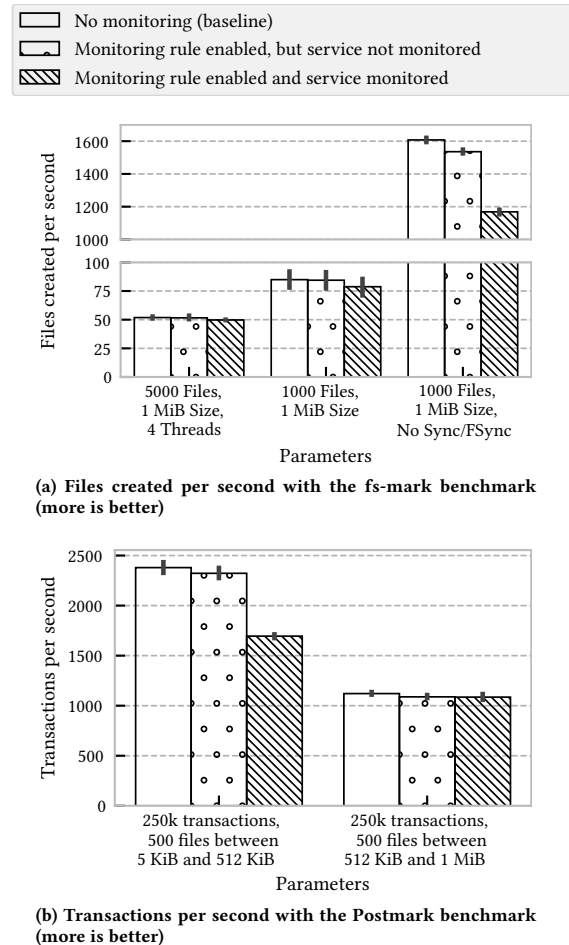 No monitoring (baseline)
Monitoring rule enabled, but service not monitored
Monitoring rule enabled and service monitored
Files created per second
1600
1400
1200
1000
100
75
50
25
0
5000 Files,
1 MiB Size,
4 Threads
1000 Files,
1 MiB Size
1000 Files,
1 MiB Size,
No Sync/FSync
Parameters
(a) Files created per second with the fs-mark benchmark
(more is better)
Transactions per second
2500
2000
1500
1000
500
0
250k transactions,
500 files between
5 KiB and 512 KiB
250k transactions,
500 files between
512 KiB and 1 MiB
Parameters
(b) Transactions per second with the Postmark benchmark
(more is better)